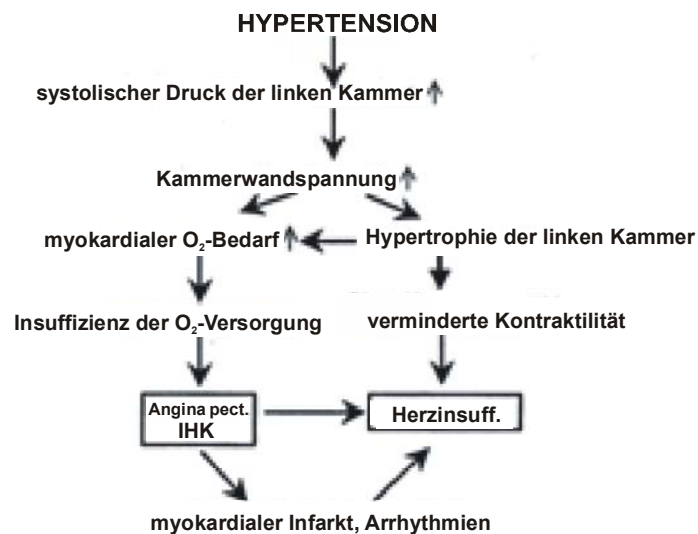 HYPERTENSION
systolischer Druck der linken Kammer
Kammerwandspannung
myokardialer O₂-Bedarf
Hypertrophie der linken Kammer
Insuffizienz der O₂-Versorgung
verminderte Kontraktilität
Angina pect.
IHK
Herzinsuff.
myokardialer Infarkt, Arrhythmien